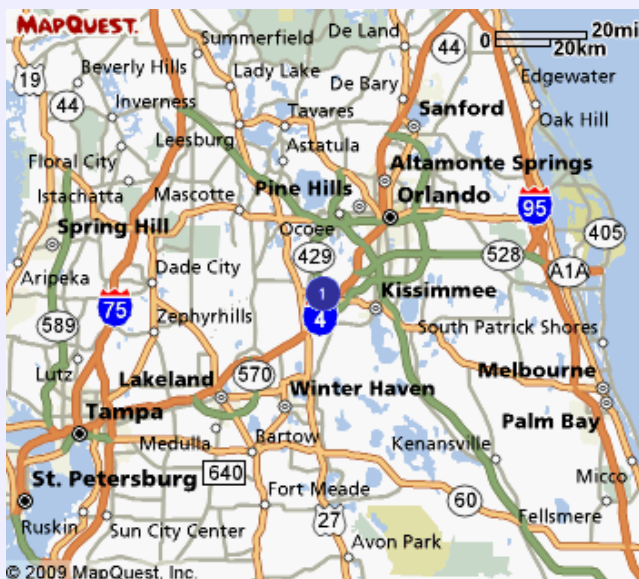 MAPQUEST.
De Land
20mi
0
20km
Summerfield
44
19
Beverly Hills
Lady Lake
De Bary
Edgewater
44
Inverness
Tavares
Sanford
Oak Hill
Leesburg
Floral City
Astatula
Altamonte Springs
Istachatta
Mascotte
Pine Hills
Orlando
95
Spring Hill
Ocoee
405
429
528
Aripeka
Dade City
A1A
1
Kissimmee
75
4
589
Zephyrhills
South Patrick Shores
Lutz
Lakeland
570
Winter Haven
Melbourne
Tampa
Palm Bay
Medulla
Bartow
Kenansville
St. Petersburg
640
Micco
Fort Meade
60
Ruskin
Sun City Center
27
Fellsmere
Avon Park
© 2009 MapQuest, Inc.